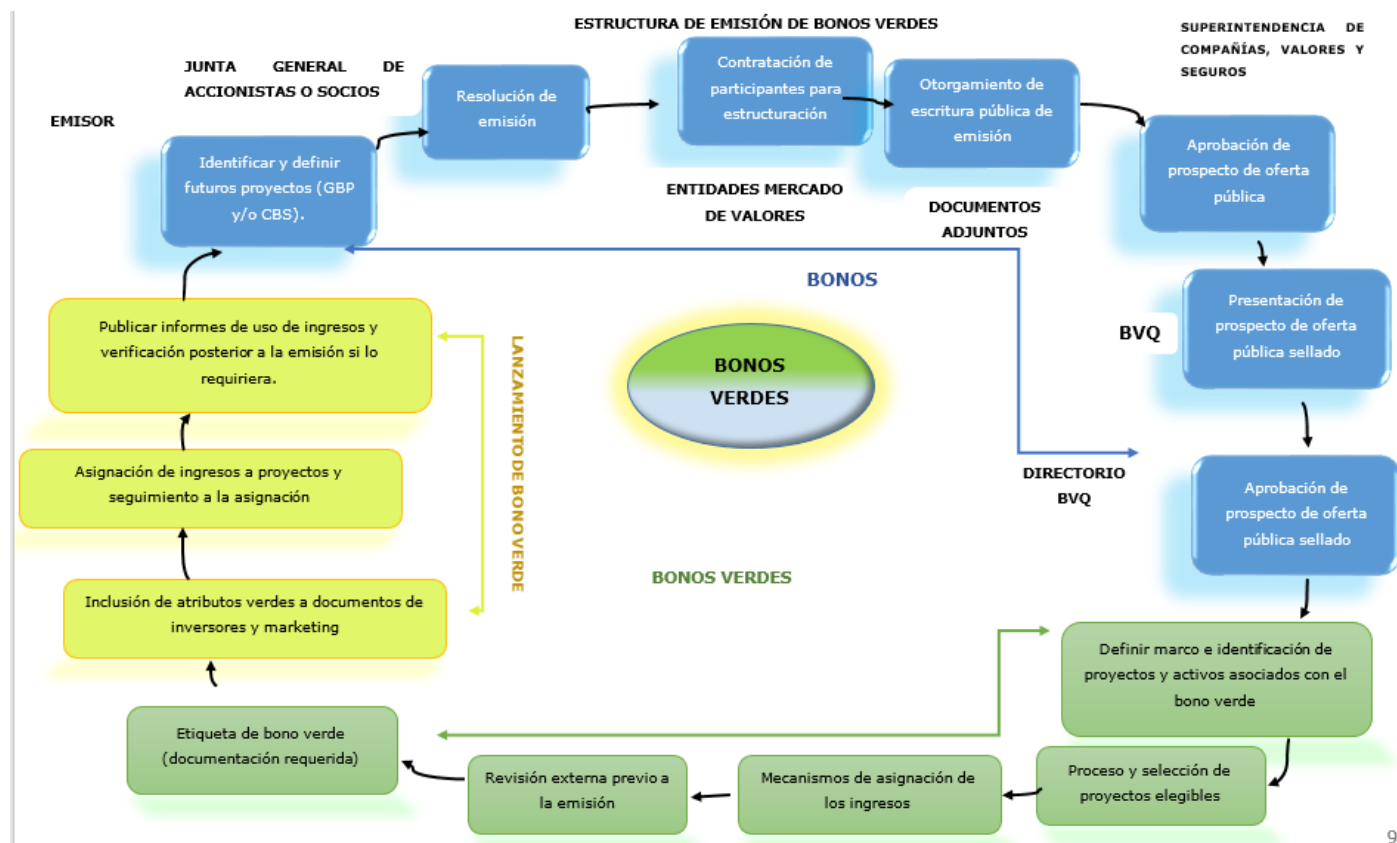 ESTRUCTURA DE EMISIÓN DE BONOS VERDES
SUPERINTENDENCIA DE
COMPAÑÍAS, VALORES Y
SEGUROS
JUNTA GENERAL DE
ACCIONISTAS O SOCIOS
EMISOR
Identificar y definir
futuros proyectos (GBP
y/o CBS).
Resolución de
emisión
Contratación de
participantes para
estructuración
ENTIDADES MERCADO
DE VALORES
Otorgamiento de
escritura pública de
emisión
DOCUMENTOS
ADJUNTOS
Aprobación de
prospecto de oferta
pública
BONOS
BVQ
Presentación de
prospecto de oferta
pública sellado
BONOS
VERDES
DIRECTORIO
BVQ
Aprobación de
prospecto de oferta
pública sellado
BONOS VERDES
Definir marco e identificación de
proyectos y activos asociados con el
bono verde
Proceso y selección de
proyectos elegibles
Mecanismos de asignación de
los ingresos
Revisión externa previo a
la emisión
Etiqueta de bono verde
(documentación requerida)
Inclusión de atributos verdes a documentos de
inversores y marketing
Asignación de ingresos a proyectos y
seguimiento a la asignación
Publicar informes de uso de ingresos y
verificación posterior a la emisión si lo
requiriera.
LANZAMIENTO DE BONO VERDE
9